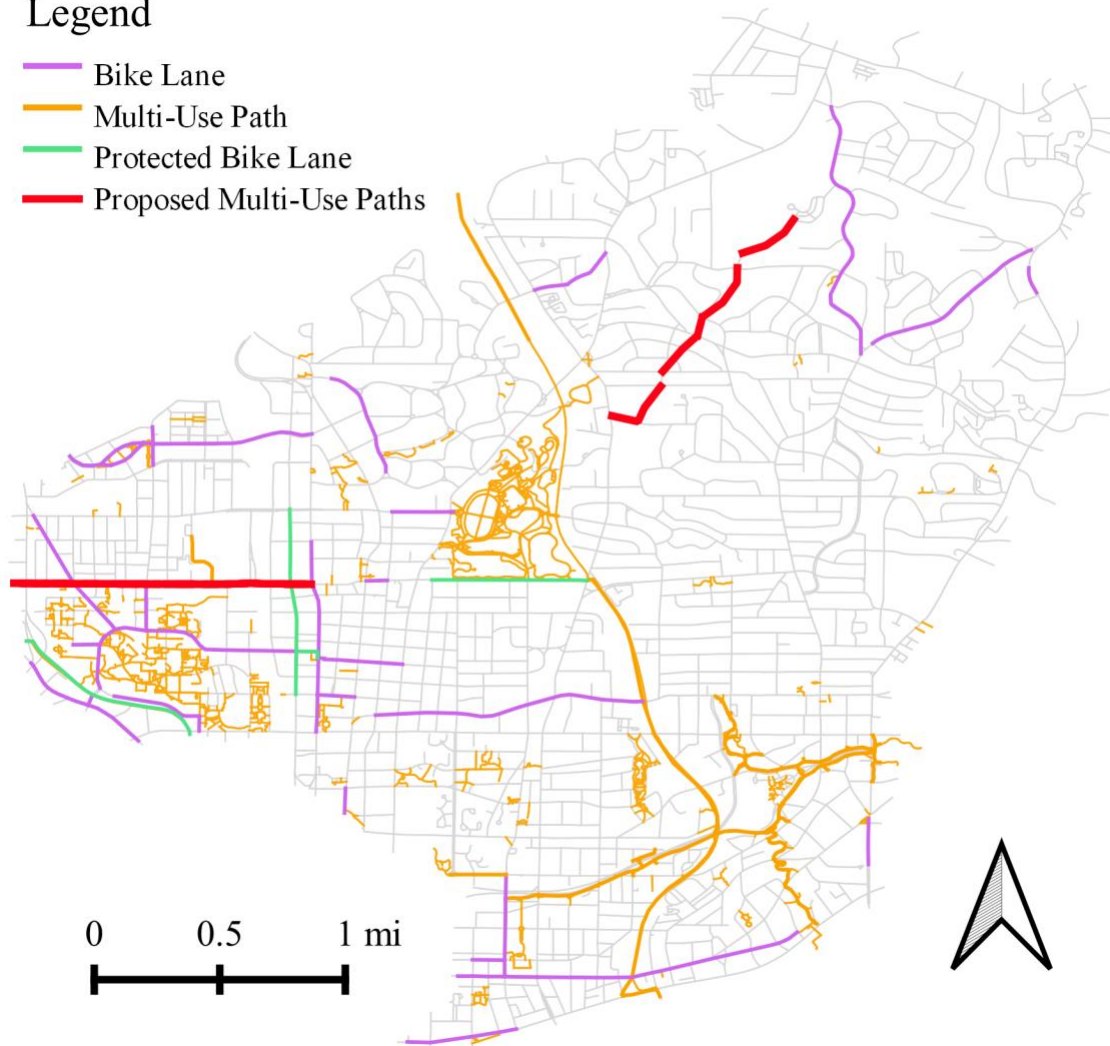 Legend
Bike Lane
Multi-Use Path
Protected Bike Lane
Proposed Multi-Use Paths
0 0.5 1 mi